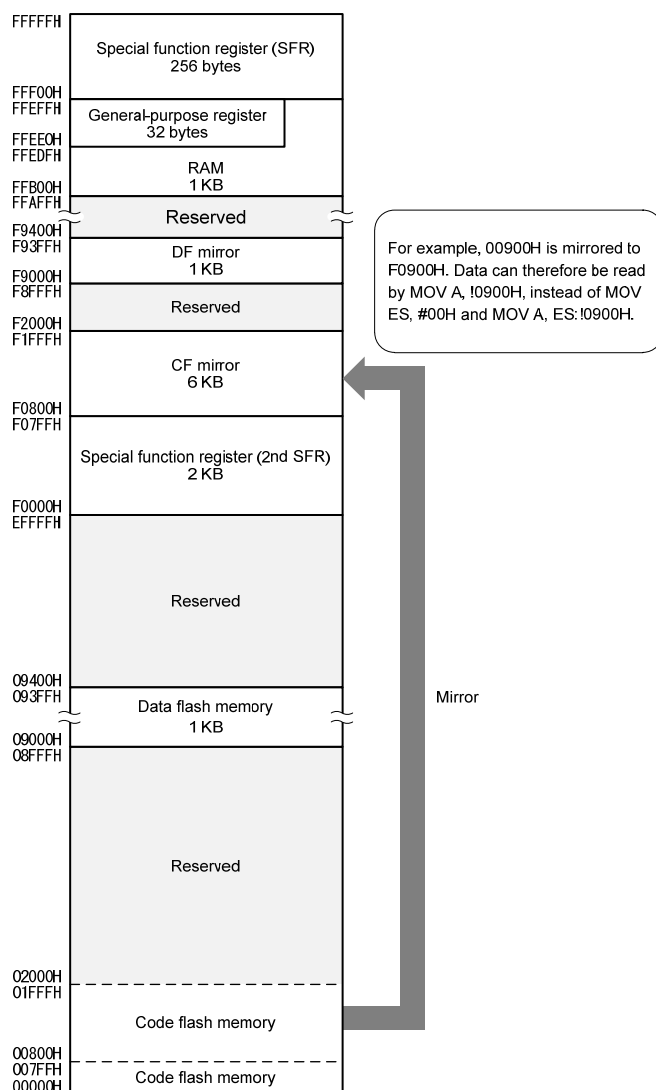 FFFFFH
Special function register (SFR)
256 bytes
FFF00H
FFEFFH
General-purpose register
32 bytes
FFEE0H
FFEDFH
RAM
1 KB
FFB00H
FFAFFH
Reserved
F9400H
F93FFH
DF mirror
1 KB
F9000H
F8FFFH
Reserved
F2000H
F1FFFH
CF mirror
6 KB
F0800H
F07FFH
Special function register (2nd SFR)
2 KB
F0000H
EFFFFH
Reserved
09400H
093FFH
Data flash memory
1 KB
09000H
08FFFH
Reserved
02000H
01FFFH
Code flash memory
00800H
007FFH
Code flash memory
00000H
For example, 00900H is mirrored to
F0900H. Data can therefore be read
by MOV A, !0900H, instead of MOV
ES, #00H and MOV A, ES:!0900H.
Mirror